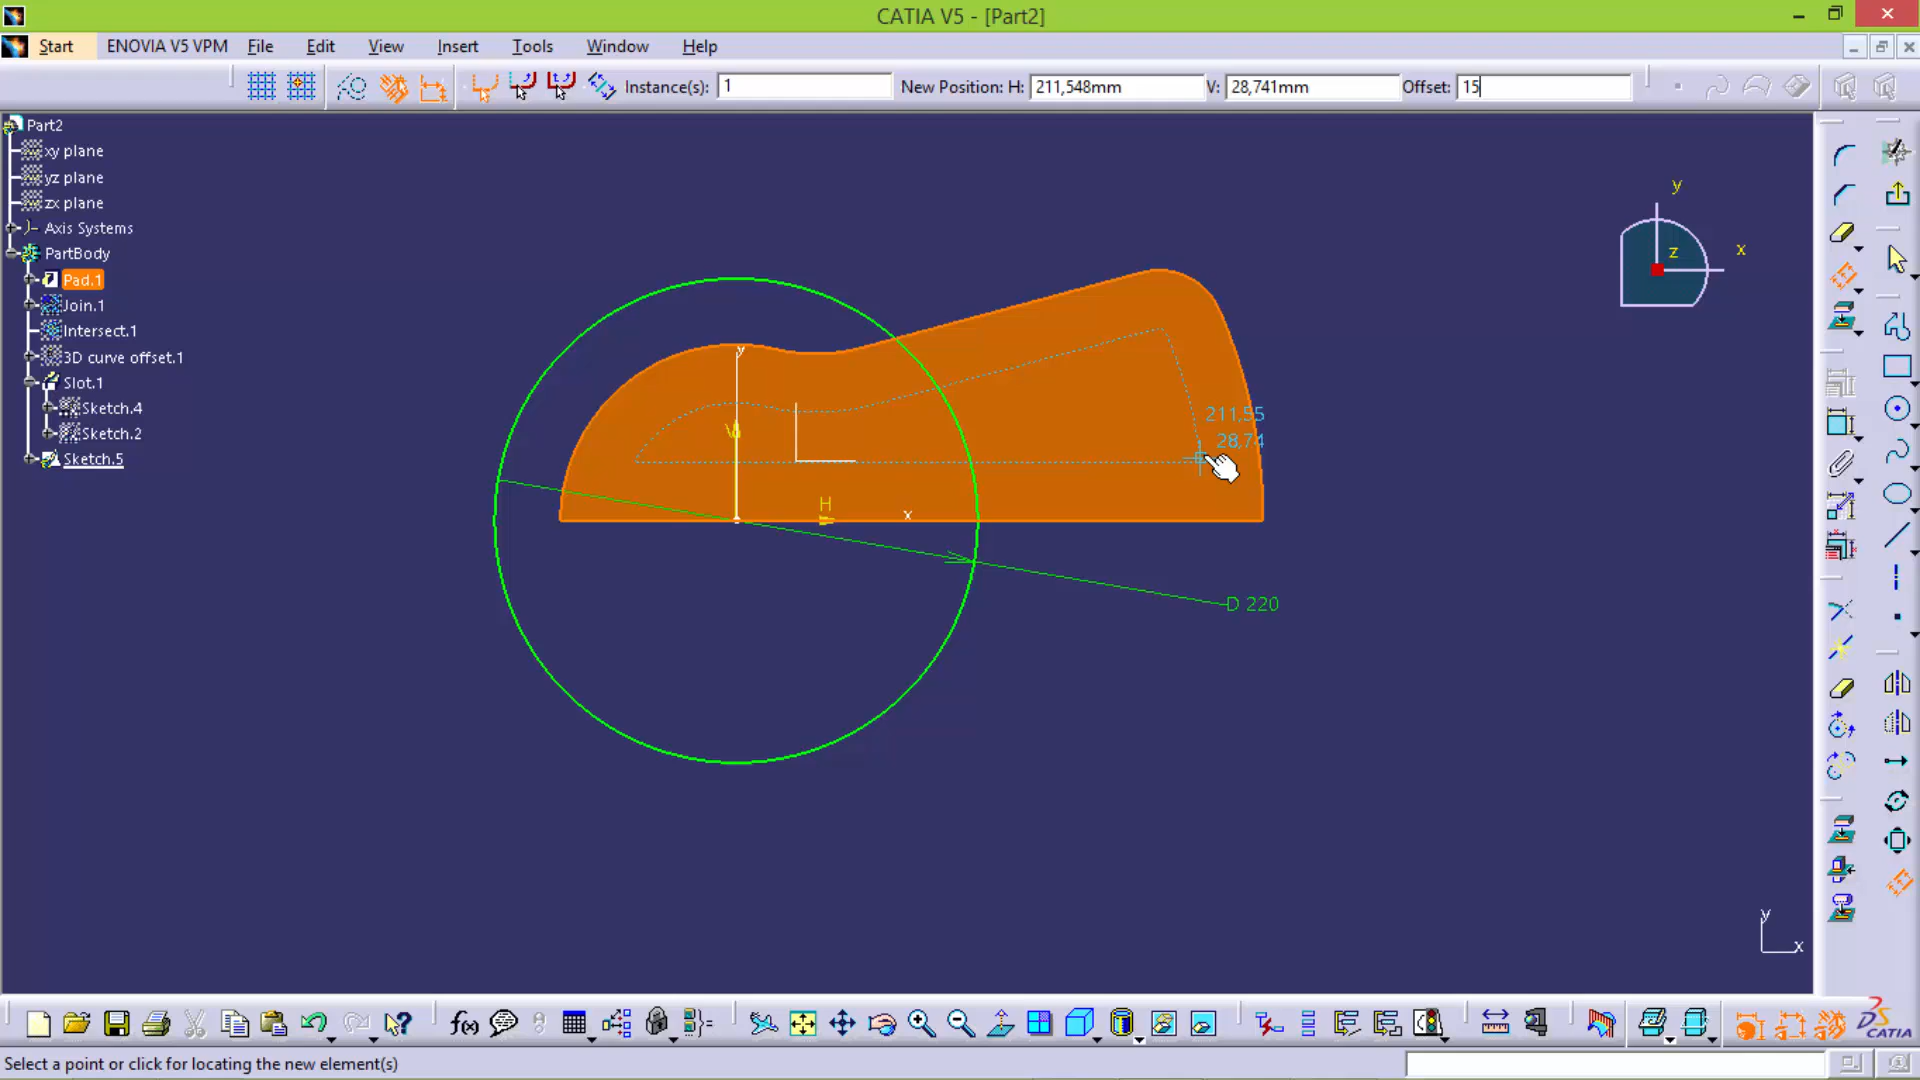 CATIA V5 - [Part2]
Start ENOVIA V5 VPM File Edit View Insert Tools Window Help
Instance(s): 1 New Position: H: 211,548mm V: 28,741mm Offset: 15
Part2
xy plane
yz plane
zx plane
Axis Systems
PartBody
Pad.1
Join.1
Intersect.1
3D curve offset.1
Slot.1
Sketch.4
Sketch.2
Sketch.5
y
x
z
y
V
H
x
211,55
28,74
D 220
y
x
f(x)
CATIA
Select a point or click for locating the new element(s)